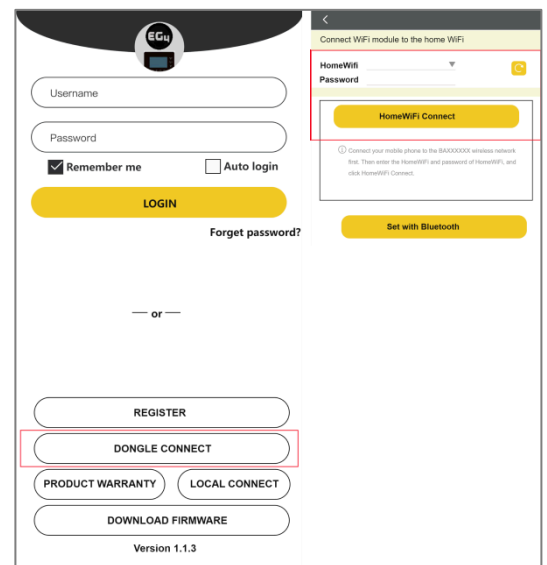 EG4
Username
Password
Remember me
Auto login
LOGIN
Forget password?
or
REGISTER
DONGLE CONNECT
PRODUCT WARRANTY
LOCAL CONNECT
DOWNLOAD FIRMWARE
Version 1.1.3
Connect WiFi module to the home WiFi
HomeWifi
Password
HomeWiFi Connect
Connect your mobile phone to the BAXXXXXX wireless network
first. Then enter the HomeWiFi and password of HomeWiFi, and
click HomeWiFi Connect.
Set with Bluetooth